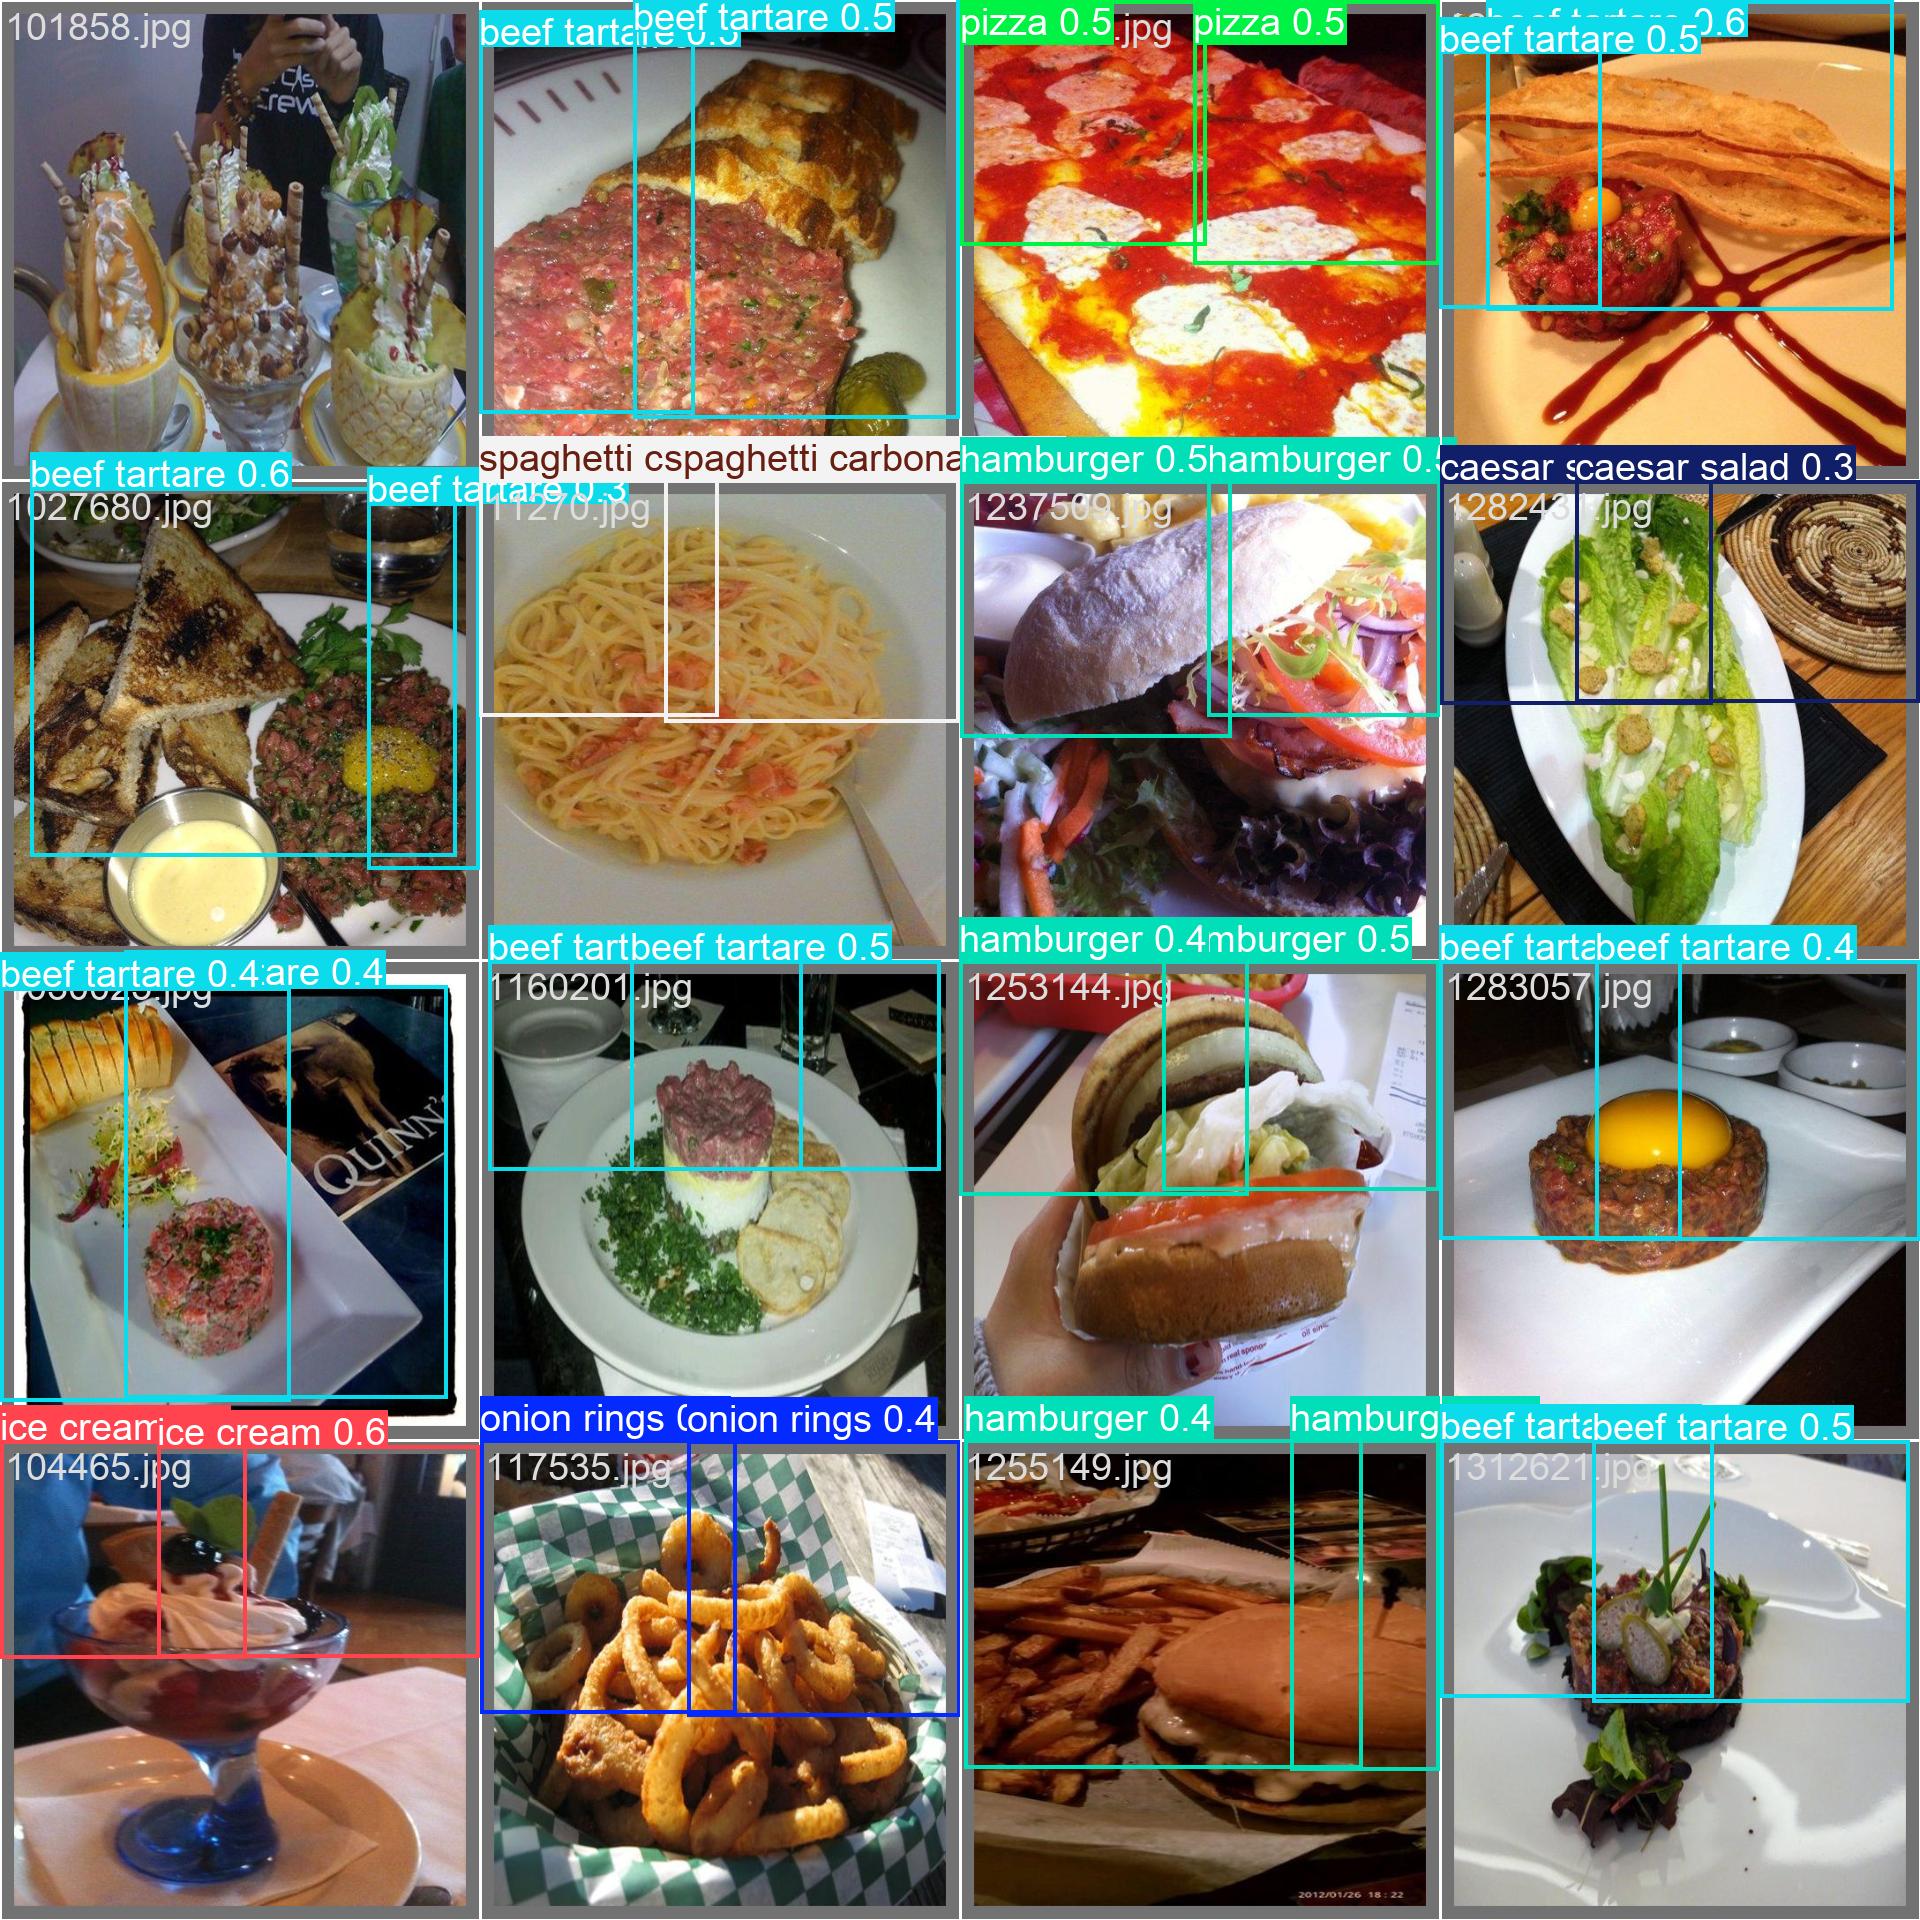 101858.jpg
crew
beef tartare 0.5
beef tartare 0.5
pizza 0.5
.jpg
pizza 0.5
0.6
beef tartare 0.5
beef tartare 0.6
1027680.jpg
beef tartare 0.3
spaghetti
spaghetti carbona
11270.jpg
hamburger 0.5
hamburger 0.5
1237509.jpg
caesar s
caesar salad 0.3
128243
.jpg
beef tartare 0.4
are 0.4
.jpg
QUINN'S
beef tart
beef tartare 0.5
1160201.jpg
hamburger 0.4
mburger 0.5
1253144.jpg
beef tarta
beef tartare 0.4
1283057.jpg
ice cream
ice cream 0.6
104465.jpg
onion rings
onion rings 0.4
117535.jpg
hamburger 0.4
hamburg
1255149.jpg
2012/01/26 18:22
beef tarta
beef tartare 0.5
1312621.jpg